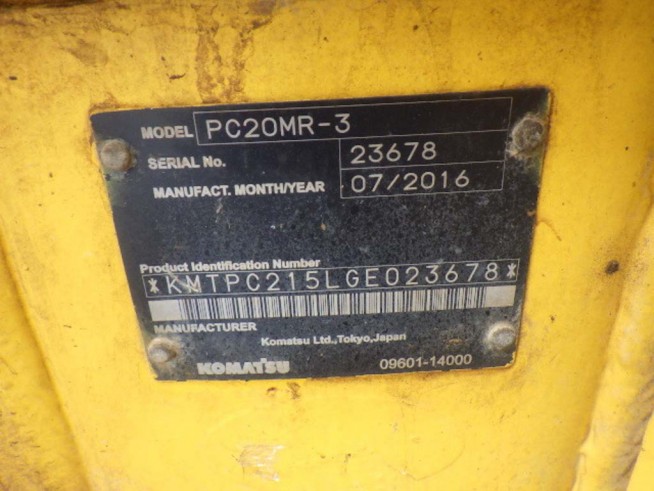 MODEL PC20MR-3
SERIAL No. 23678
MANUFACT. MONTH/YEAR 07/2016
Product Identification Number
*KMTPC215LGE023678*
MANUFACTURER
Komatsu Ltd.,Tokyo,Japan
KOMATSU 09601-14000